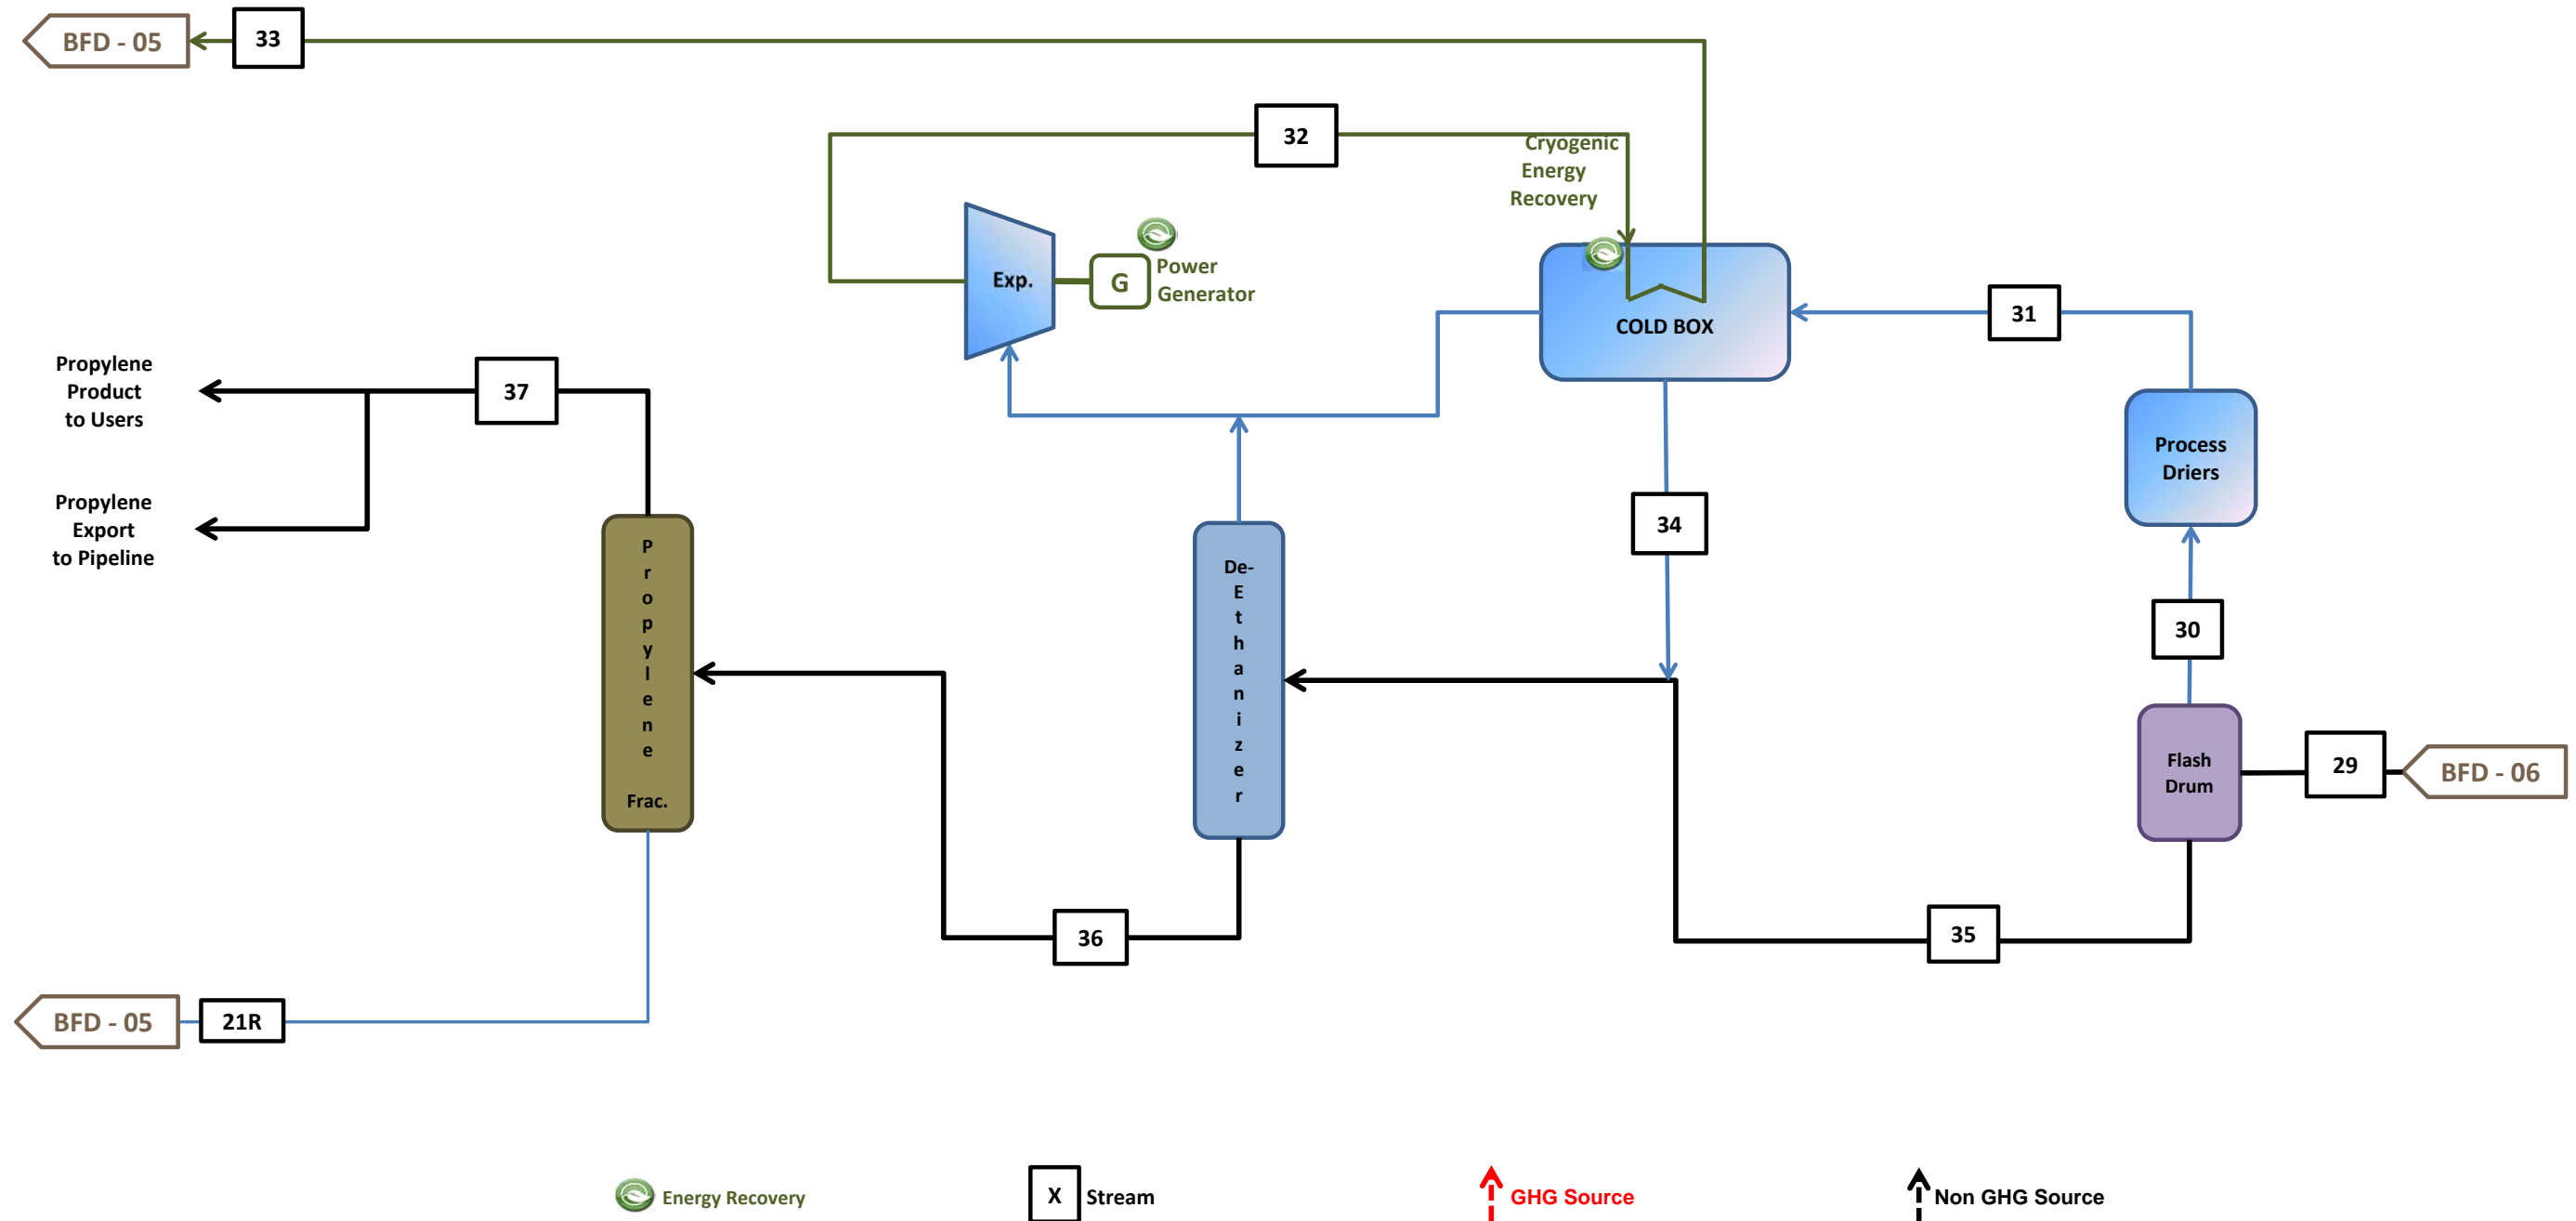 BFD - 05
33
32
Cryogenic
Energy
Recovery
Power
Generator
G
Exp.
COLD BOX
31
Propylene
Product
to Users
37
Process
Driers
Propylene
Export
to Pipeline
34
P
r
o
p
y
l
e
n
e
Frac.
De-
E
t
h
a
n
i
z
e
r
30
Flash
Drum
29
BFD - 06
36
35
BFD - 05
21R
Energy Recovery
X
Stream
GHG Source
Non GHG Source